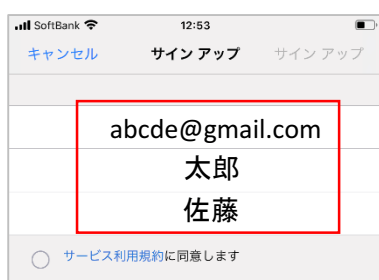 SoftBank 12:53
キャンセル サイン アップ サイン アップ
abcde@gmail.com
太郎
佐藤
サービス利用規約に同意します